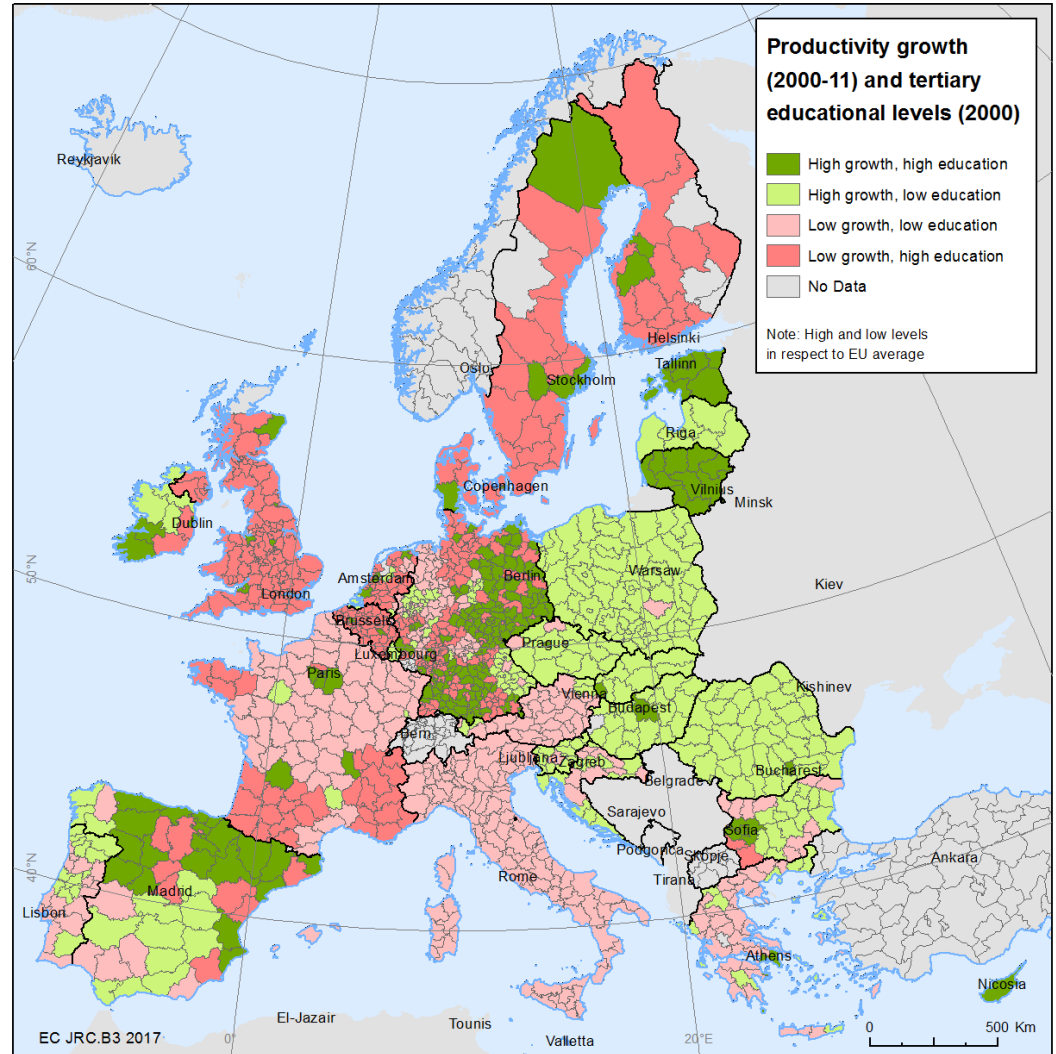 Productivity growth
(2000-11) and tertiary
educational levels (2000)
High growth, high education
High growth, low education
Low growth, low education
Low growth, high education
No Data
Note: High and low levels
in respect to EU average
Reykjavik
60°N
Helsinki
Oslo
Tallinn
Stockholm
Riga
Copenhagen
Vilnius
Minsk
Dublin
50°N
Amsterdam
Berlin
Warsaw
Kiev
London
Brussels
Prague
Luxembourg
Paris
Vienna
Kishinev
Budapest
Bern
Ljubljana
Zagreb
Bucharest
Belgrade
Sarajevo
Sofia
Podgorica
Skopje
40°N
Madrid
Rome
Tirana
Ankara
Lisbon
Athens
Nicosia
El-Jazair
Tounis
Valletta
EC JRC.B3 2017
0°
20°E
0
500 Km